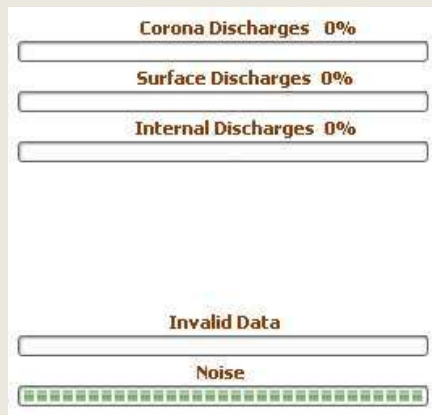 Corona Discharges 0%
Surface Discharges 0%
Internal Discharges 0%
Invalid Data
Noise